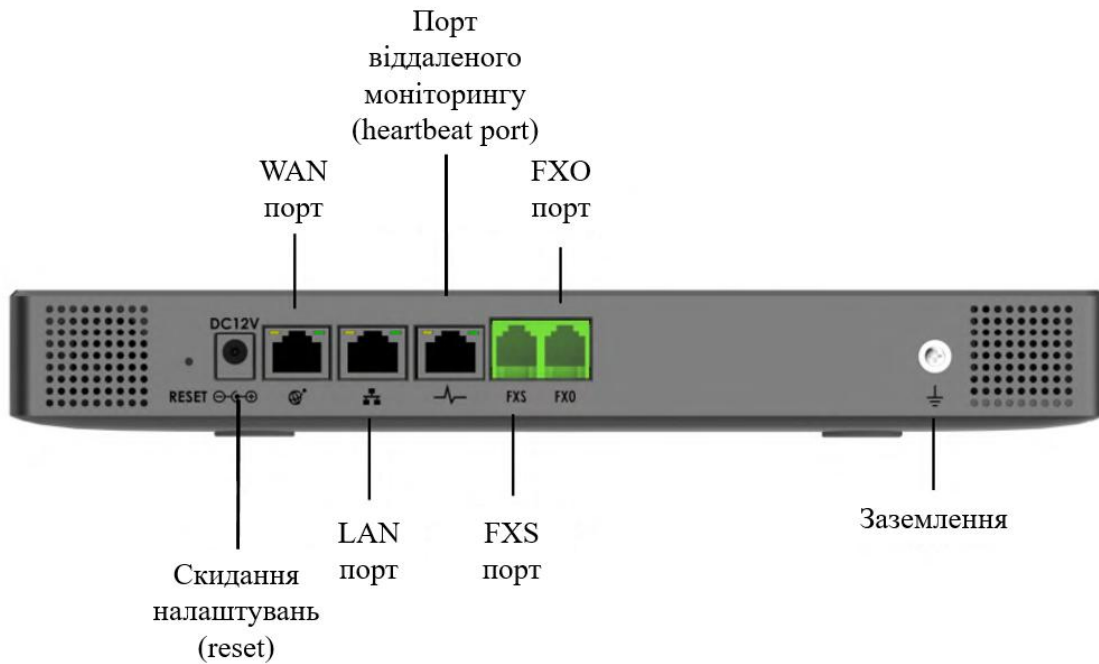 Порт
віддаленого
моніторингу
(heartbeat port)
WAN
порт
FXO
порт
DC12V
RESET
FXS
FXO
LAN
порт
FXS
порт
Заземлення
Скидання
налаштувань
(reset)